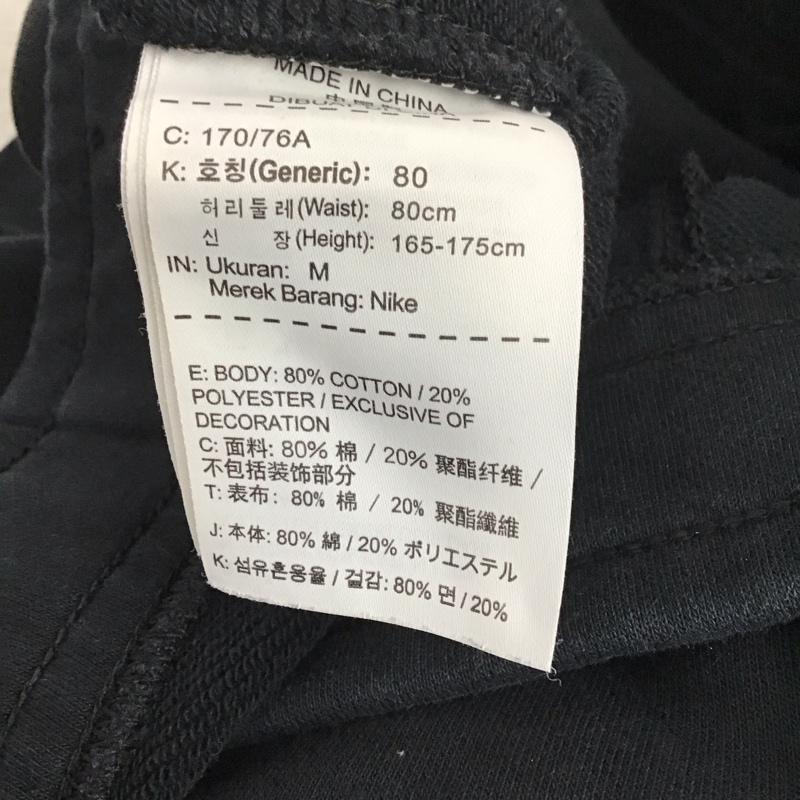 MADE IN CHINA
C: 170/76A
K: 호칭(Generic): 80
허리둘레(Waist): 80cm
신 장(Height): 165-175cm
IN: Ukuran: M
Merek Barang: Nike
E: BODY: 80% COTTON / 20%
POLYESTER / EXCLUSIVE OF
DECORATION
C: 面料: 80% 棉 / 20% 聚酯纤维 /
不包括装饰部分
T: 表布: 80% 棉 / 20% 聚酯纖維
J: 本体: 80% 綿 / 20% ポリエステル
K: 섬유혼용율 / 겉감: 80% 면 / 20%